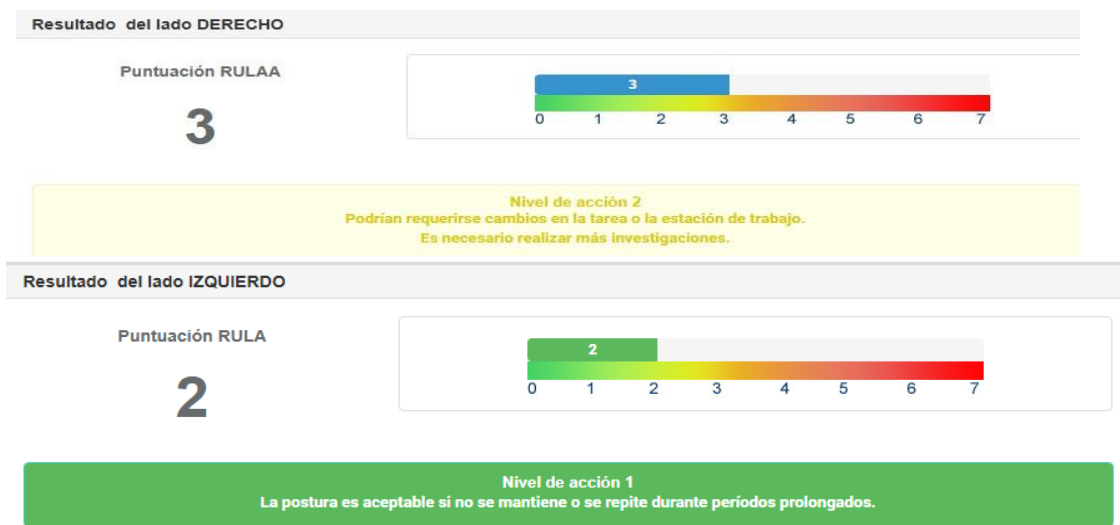 Resultado del lado DERECHO
Puntuación RULAA
3
3
0 1 2 3 4 5 6 7
Nivel de acción 2
Podrían requerirse cambios en la tarea o la estación de trabajo.
Es necesario realizar más investigaciones.
Resultado del lado IZQUIERDO
Puntuación RULA
2
2
0 1 2 3 4 5 6 7
Nivel de acción 1
La postura es aceptable si no se mantiene o se repite durante períodos prolongados.